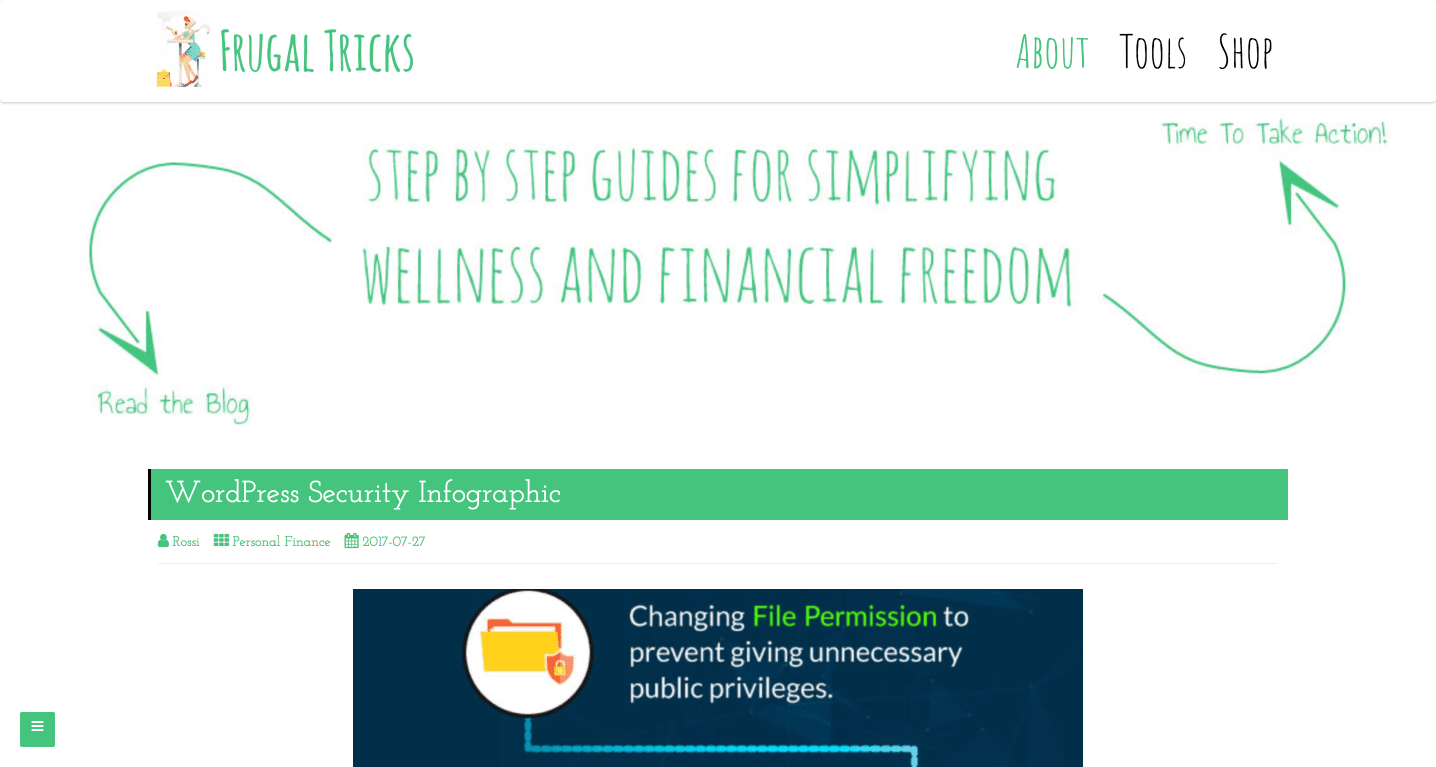 Frugal Tricks
About Tools Shop
Time To Take Action!
STEP BY STEP GUIDES FOR SIMPLIFYING
WELLNESS AND FINANCIAL FREEDOM
Read the Blog
WordPress Security Infographic
Rossi Personal Finance 2017-07-27
Changing File Permission to
prevent giving unnecessary
public privileges.